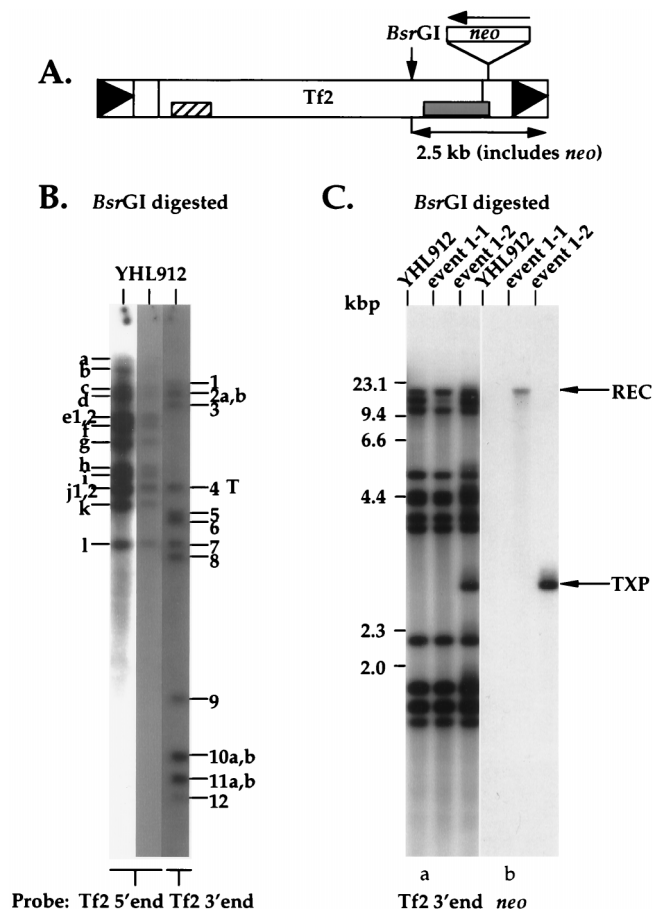 A.
BsrGI
neo
Tf2
2.5 kb (includes neo)
B.
BsrGI digested
YHL912
a
b
c
d
e1,2
f
g
h
i
j1,2
k
l
1
2a,b
3
4 T
5
6
7
8
9
10a,b
11a,b
12
Probe: Tf2 5'end Tf2 3'end
C.
BsrGI digested
YHL912
event 1-1
event 1-2
YHL912
event 1-1
event 1-2
kbp
23.1
9.4
6.6
4.4
2.3
2.0
REC
TXP
a b
Tf2 3'end neo